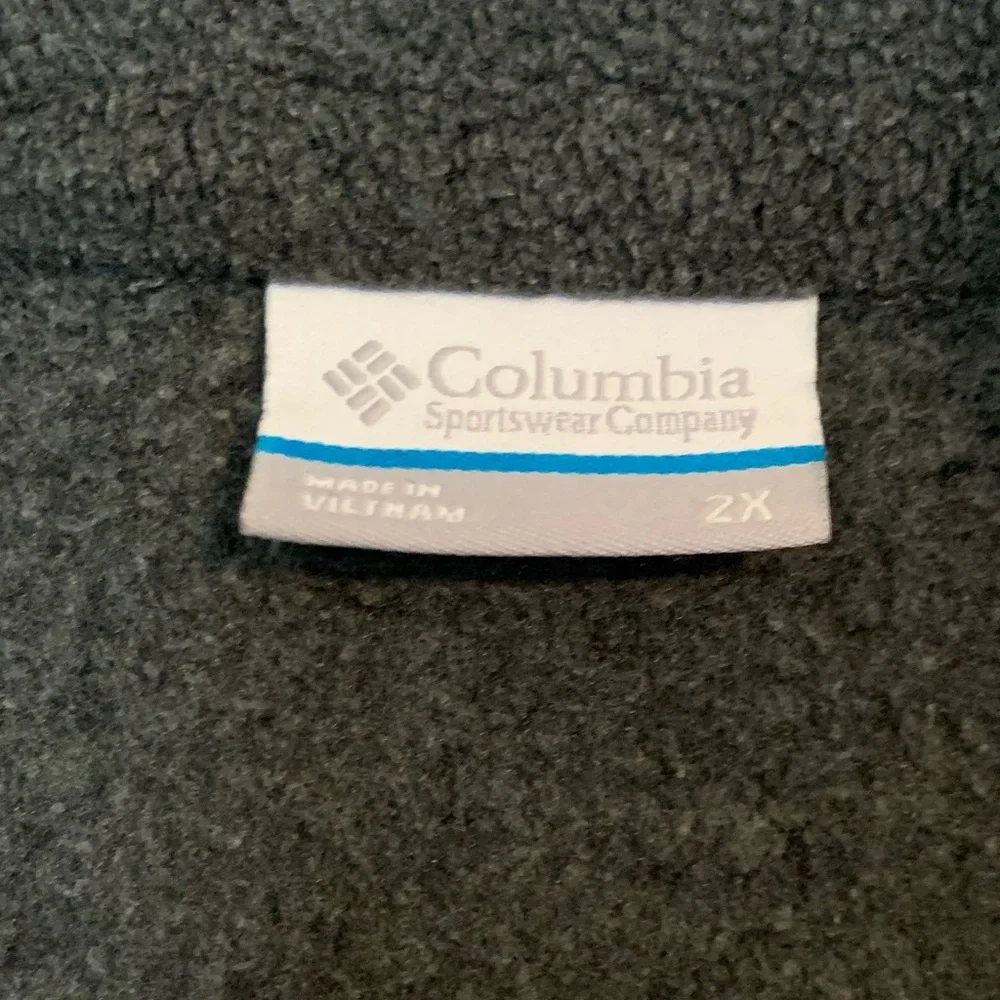 Columbia
Sportswear Company
MADE IN
VIETNAM
2X